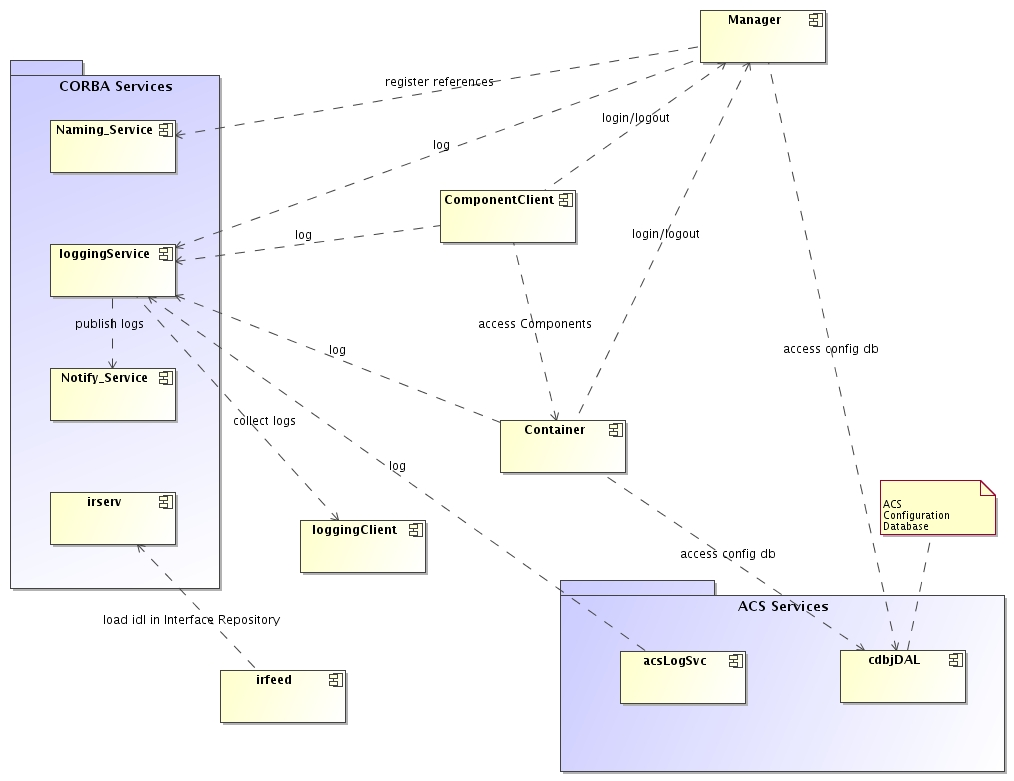 Manager
CORBA Services
register references
login/logout
Naming_Service
log
ComponentClient
login/logout
log
loggingService
publish logs
access Components
log
access config db
Notify_Service
collect logs
Container
log
irserv
loggingClient
ACS
Configuration
Database
access config db
load idl in Interface Repository
ACS Services
irfeed
acsLogSvc
cdbjDAL